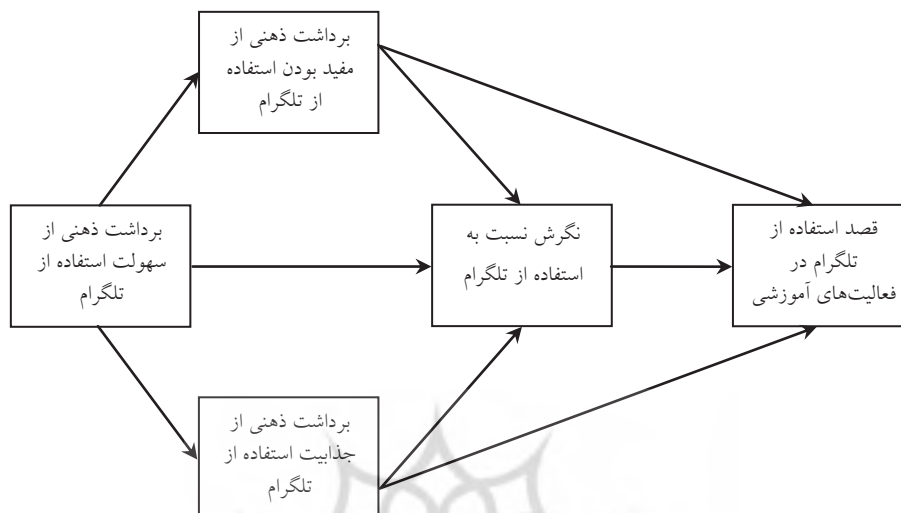 برداشت ذهنی از
مفید بودن استفاده
از تلگرام
برداشت ذهنی از
سهولت استفاده از
تلگرام
نگرش نسبت به
استفاده از تلگرام
قصد استفاده از
تلگرام در
فعالیت‌های آموزشی
برداشت ذهنی از
جذابیت استفاده از
تلگرام